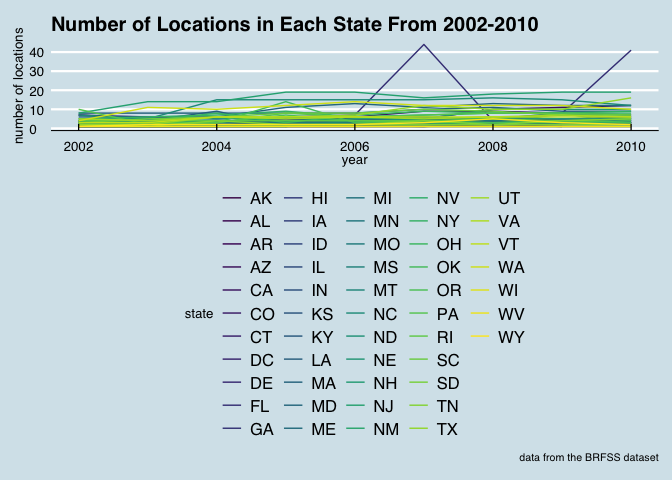 Number of Locations in Each State From 2002-2010
number of locations
40
30
20
10
0
2002 2004 2006 2008 2010
year
state
AK HI MI NV UT
AL IA MN NY VA
AR ID MO OH VT
AZ IL MS OK WA
CA IN MT OR WI
CO KS NC PA WV
CT KY ND RI WY
DC LA NE SC
DE MA NH SD
FL MD NJ TN
GA ME NM TX
data from the BRFSS dataset